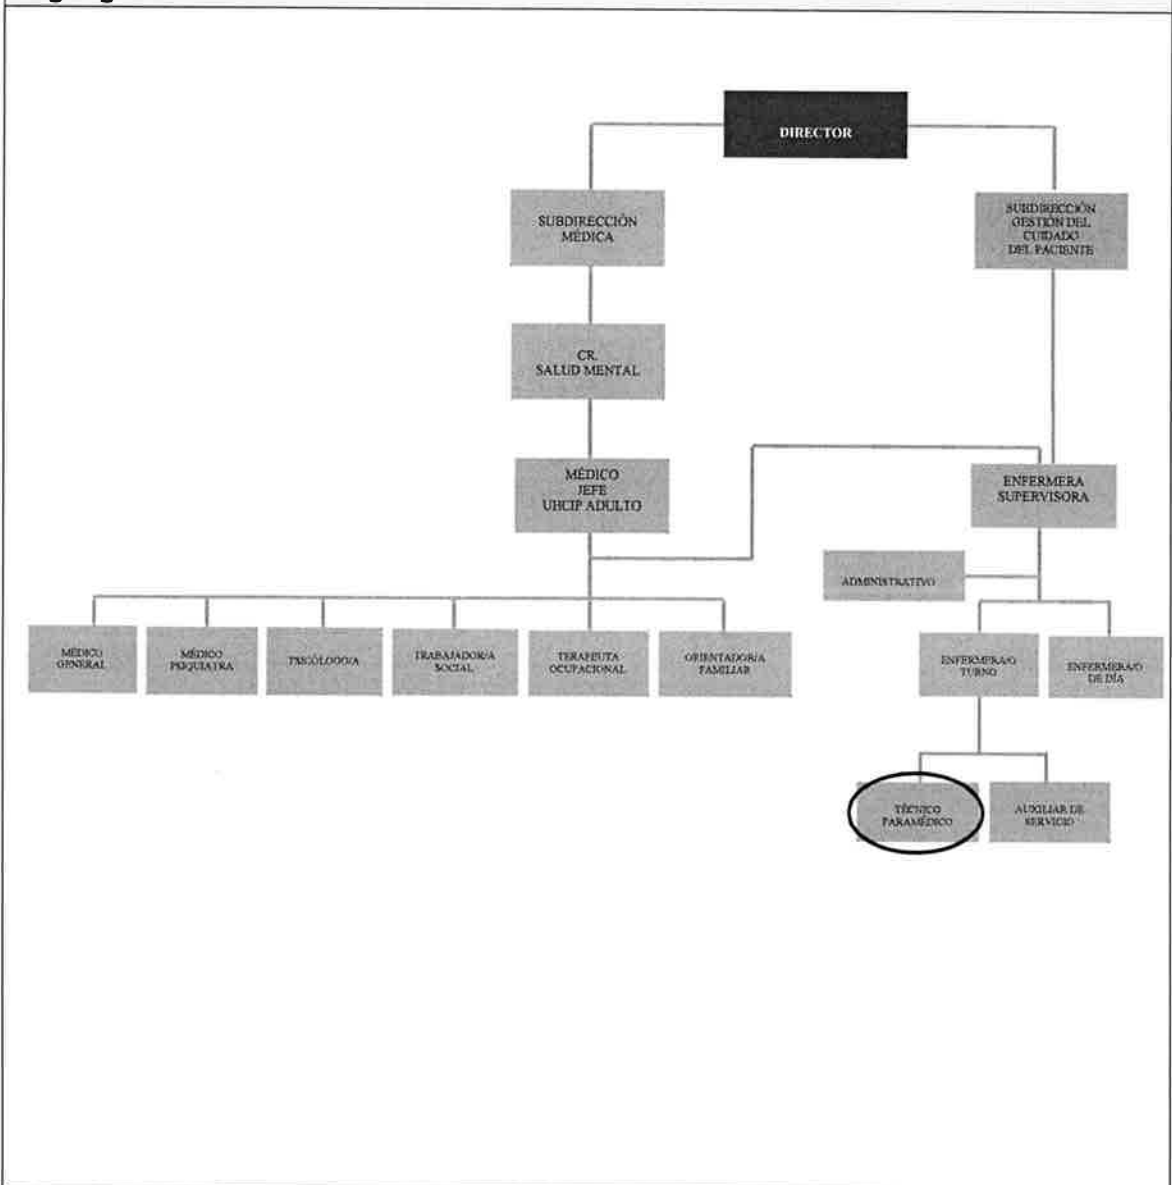 DIRECTOR
SUBDIRECCIÓN
MÉDICA
SUBDIRECCIÓN
GESTIÓN DEL
CUIDADO
DEL PACIENTE
CR.
SALUD MENTAL
MÉDICO
JEFE
UHCIP ADULTO
ENFERMERA
SUPERVISORA
ADMINISTRATIVO
MÉDICO
GENERAL
MÉDICO
PSIQUIATRA
PSICÓLOGO/A
TRABAJADOR/A
SOCIAL
TERAPEUTA
OCUPACIONAL
ORIENTADOR/A
FAMILIAR
ENFERMERA/O
TURNO
ENFERMERA/O
DE DÍA
TÉCNICO
PARAMÉDICO
AUXILIAR DE
SERVICIO